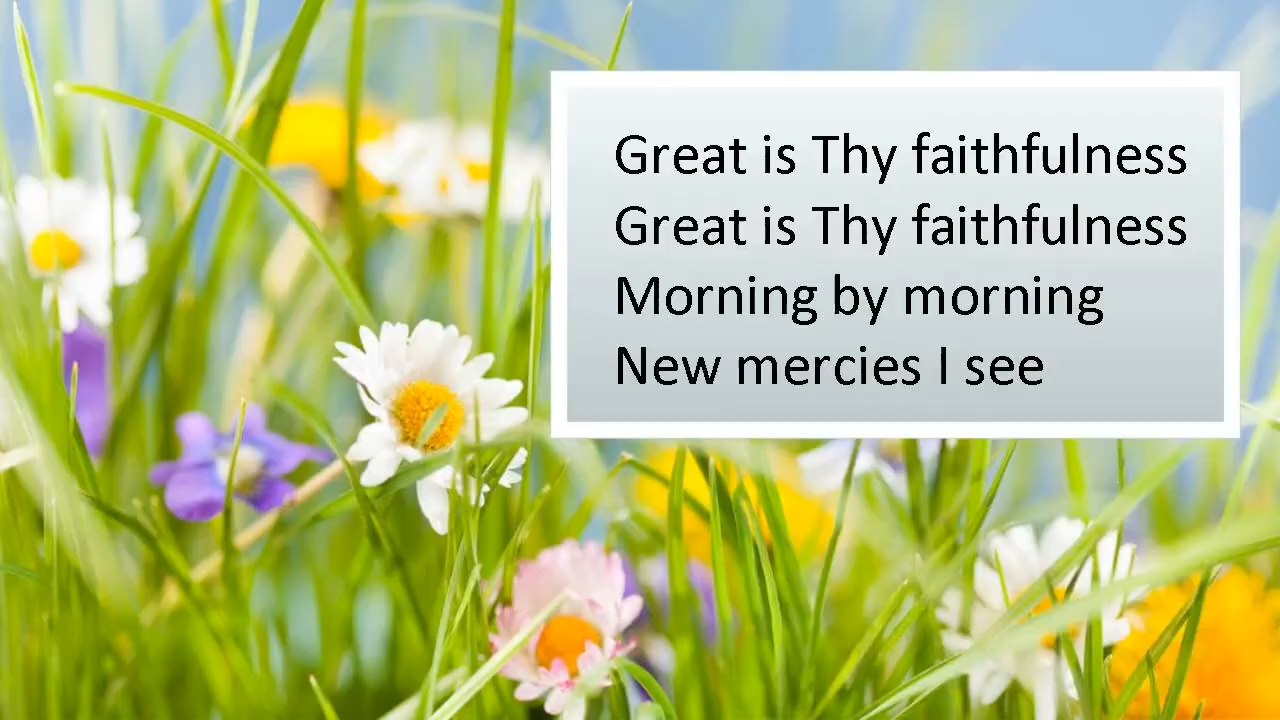 Great is Thy faithfulness
Great is Thy faithfulness
Morning by morning
New mercies I see